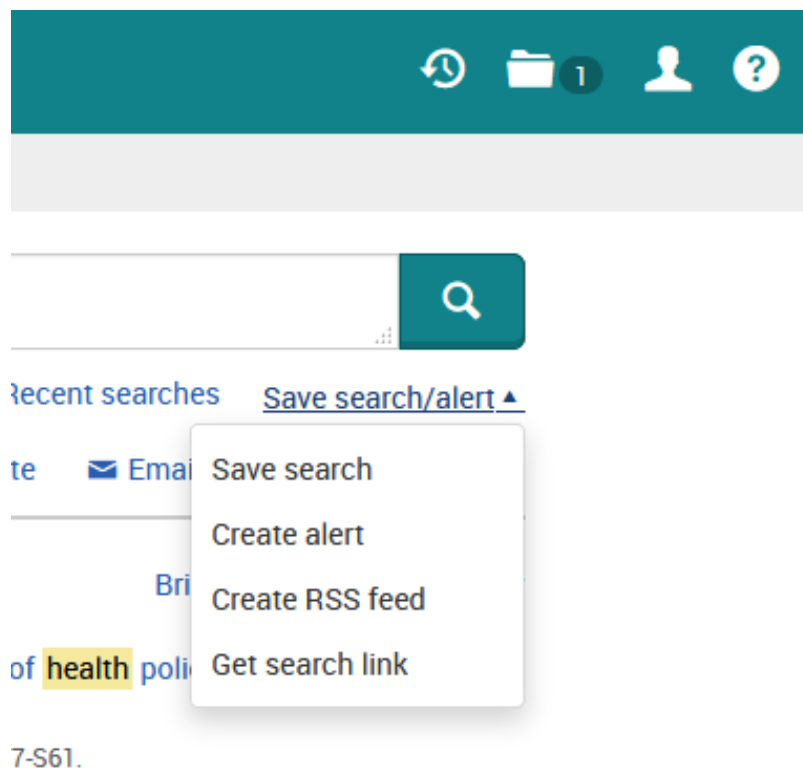 1 ?
Recent searches Save search/alert
te Emai
Save search
Create alert
Bri
Create RSS feed
of health poli
Get search link
7-S61.